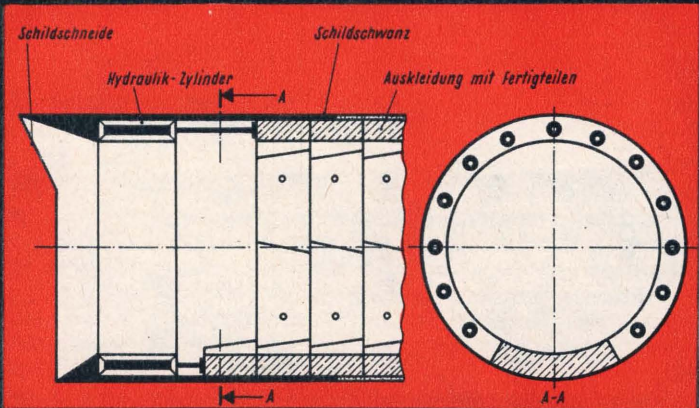 Schildschneide
Schildschwanz
Hydraulik-Zylinder
Auskleidung mit Fertigteilen
A
A
A-A